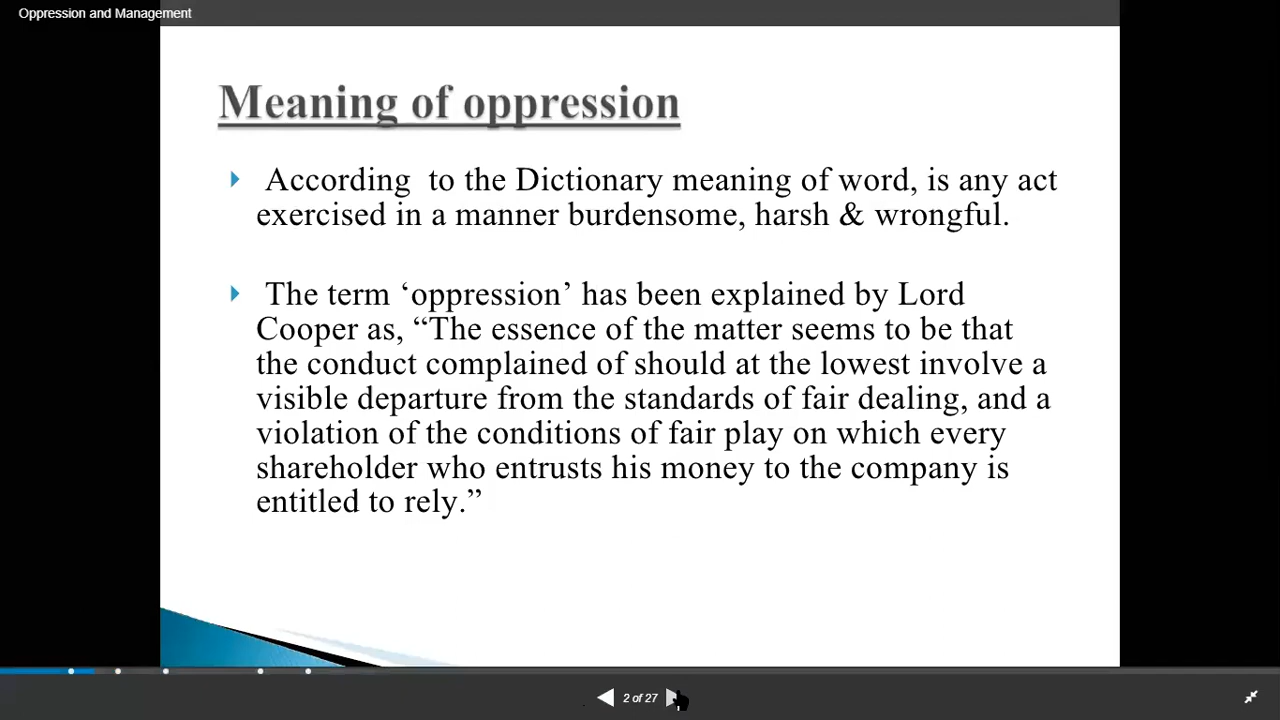 Oppression and Management
Meaning of oppression
According to the Dictionary meaning of word, is any act
exercised in a manner burdensome, harsh & wrongful.
The term ‘oppression’ has been explained by Lord
Cooper as, “The essence of the matter seems to be that
the conduct complained of should at the lowest involve a
visible departure from the standards of fair dealing, and a
violation of the conditions of fair play on which every
shareholder who entrusts his money to the company is
entitled to rely.”
2 of 27